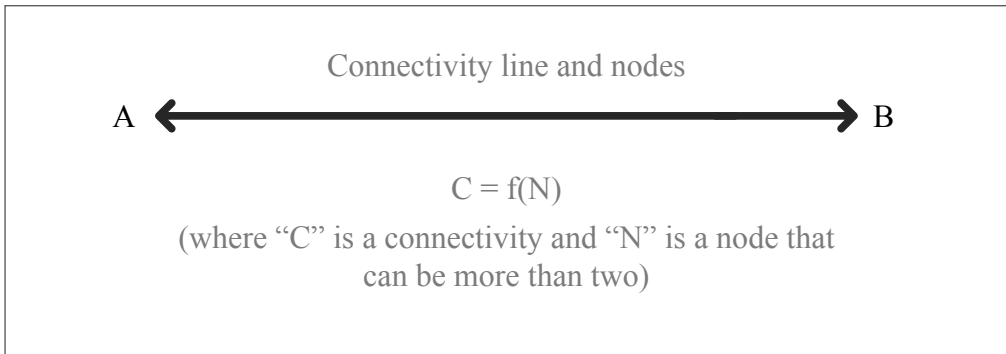 Connectivity line and nodes
A B
C = f(N)
(where “C” is a connectivity and “N” is a node that
can be more than two)